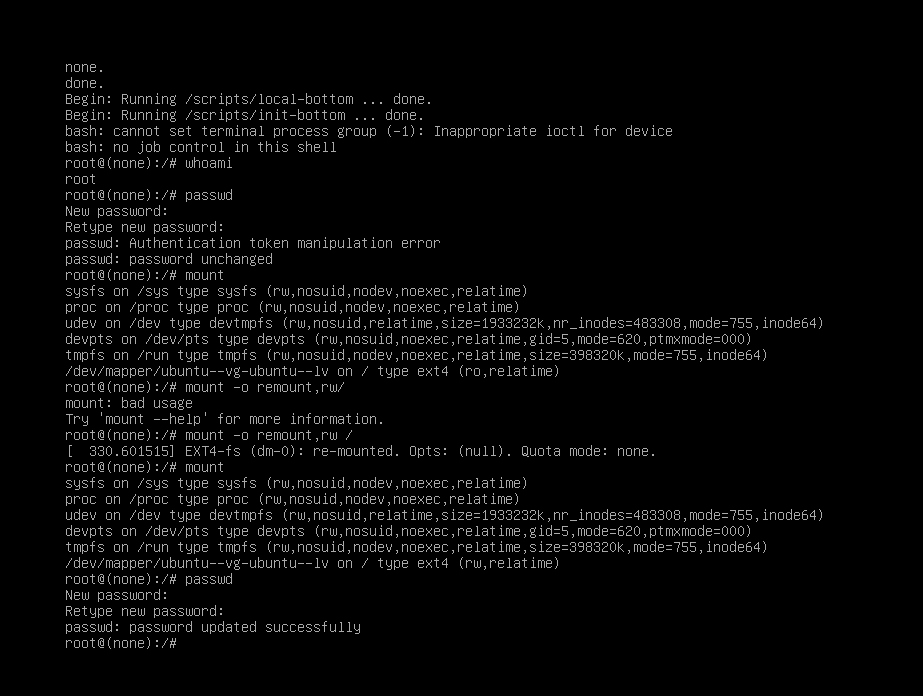 none.
done.
Begin: Running /scripts/local-bottom ... done.
Begin: Running /scripts/init-bottom ... done.
bash: cannot set terminal process group (-1): Inappropriate ioctl for device
bash: no job control in this shell
root@(none):/# whoami
root
root@(none):/# passwd
New password:
Retype new password:
passwd: Authentication token manipulation error
passwd: password unchanged
root@(none):/# mount
sysfs on /sys type sysfs (rw,nosuid,nodev,noexec,relatime)
proc on /proc type proc (rw,nosuid,nodev,noexec,relatime)
udev on /dev type devtmpfs (rw,nosuid,relatime,size=1933232k,nr_inodes=483308,mode=755,inode64)
devpts on /dev/pts type devpts (rw,nosuid,noexec,relatime,gid=5,mode=620,ptmxmode=000)
tmpfs on /run type tmpfs (rw,nosuid,nodev,noexec,relatime,size=398320k,mode=755,inode64)
/dev/mapper/ubuntu--vg-ubuntu--lv on / type ext4 (ro,relatime)
root@(none):/# mount -o remount,rw/
mount: bad usage
Try 'mount --help' for more information.
root@(none):/# mount -o remount,rw /
[  330.601515] EXT4-fs (dm-0): re-mounted. Opts: (null). Quota mode: none.
root@(none):/# mount
sysfs on /sys type sysfs (rw,nosuid,nodev,noexec,relatime)
proc on /proc type proc (rw,nosuid,nodev,noexec,relatime)
udev on /dev type devtmpfs (rw,nosuid,relatime,size=1933232k,nr_inodes=483308,mode=755,inode64)
devpts on /dev/pts type devpts (rw,nosuid,noexec,relatime,gid=5,mode=620,ptmxmode=000)
tmpfs on /run type tmpfs (rw,nosuid,nodev,noexec,relatime,size=398320k,mode=755,inode64)
/dev/mapper/ubuntu--vg-ubuntu--lv on / type ext4 (rw,relatime)
root@(none):/# passwd
New password:
Retype new password:
passwd: password updated successfully
root@(none):/#